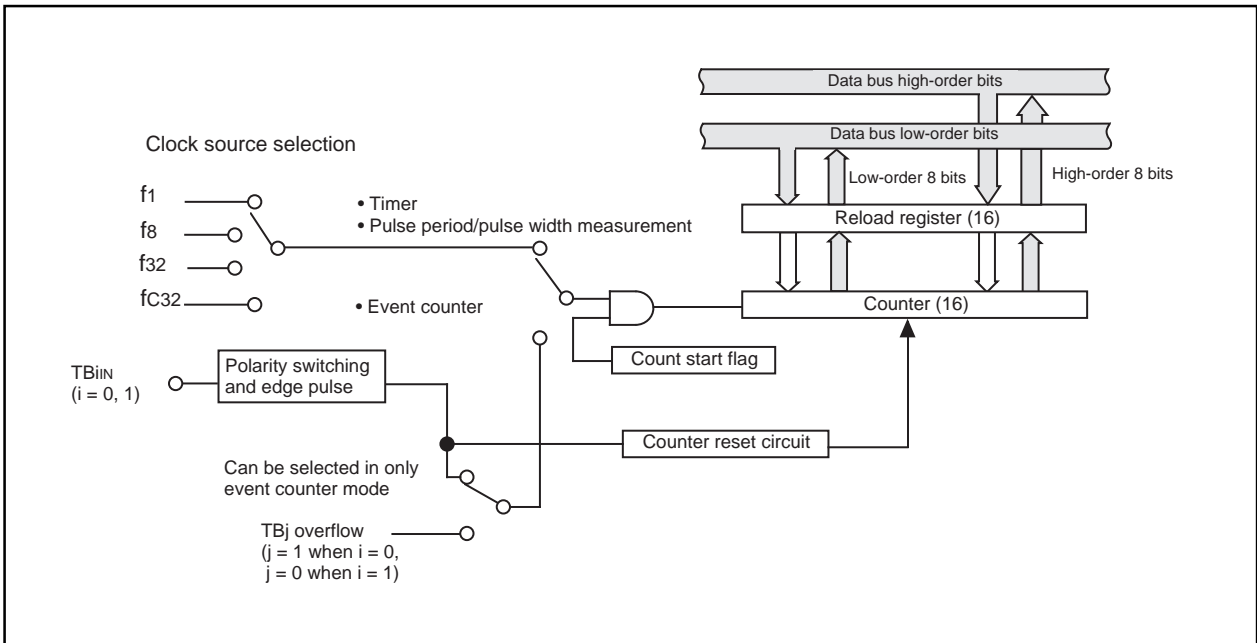 Data bus high-order bits
Data bus low-order bits
Clock source selection
Low-order 8 bits
High-order 8 bits
f1
• Timer
Reload register (16)
• Pulse period/pulse width measurement
f8
f32
fC32
• Event counter
Counter (16)
Count start flag
TBiIN
(i = 0, 1)
Polarity switching
and edge pulse
Counter reset circuit
Can be selected in only
event counter mode
TBj overflow
(j = 1 when i = 0,
j = 0 when i = 1)